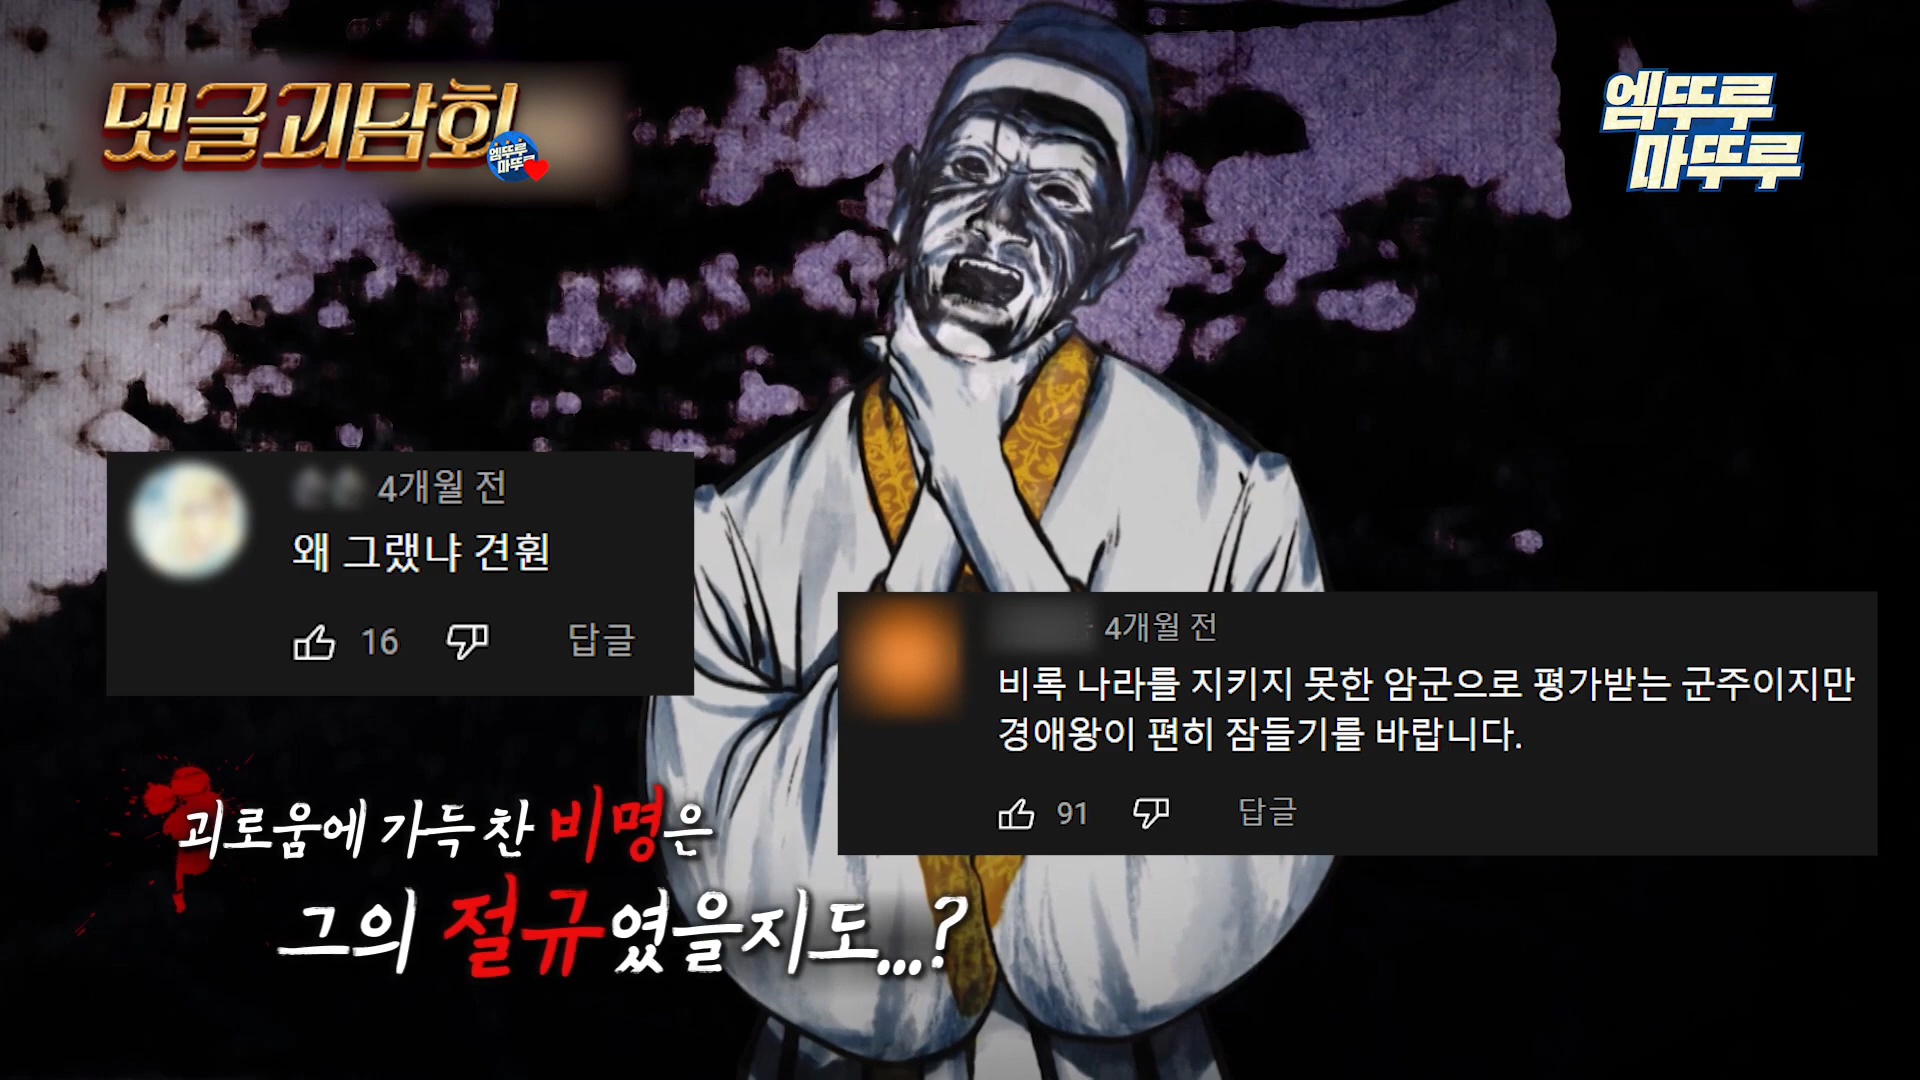 댓글괴담회
엠뚜루
마뚜루
엠뚜루
마뚜루
4개월 전
왜 그랬냐 견훤
16
답글
4개월 전
비록 나라를 지키지 못한 암군으로 평가받는 군주이지만
경애왕이 편히 잠들기를 바랍니다.
91
답글
괴로움에 가득 찬 비명은
그의 절규였을지도...?